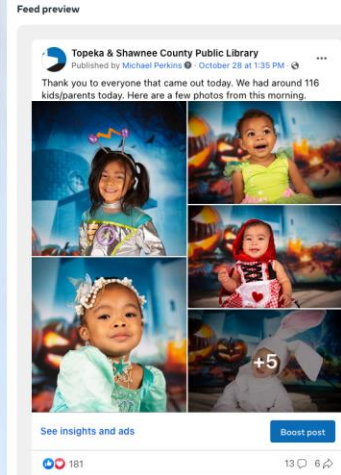 Feed preview
Topeka & Shawnee County Public Library
Published by Michael Perkins · October 28 at 1:35 PM ·
Thank you to everyone that came out today. We had around 116
kids/parents today. Here are a few photos from this morning.
+5
See insights and ads
Boost post
181
13
6